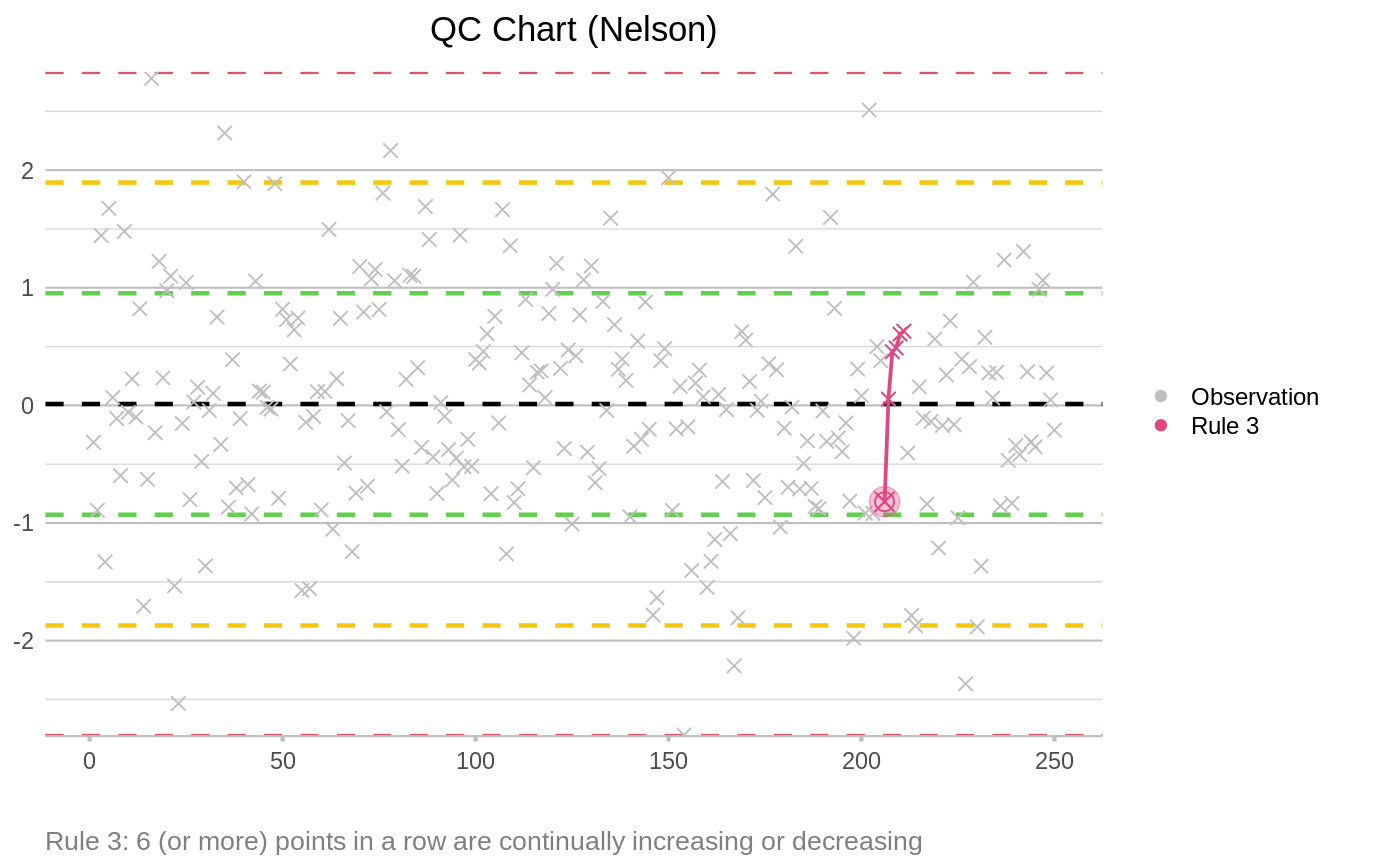 QC Chart (Nelson)
2
1
0
-1
-2
0 50 100 150 200 250
Observation
Rule 3
Rule 3: 6 (or more) points in a row are continually increasing or decreasing